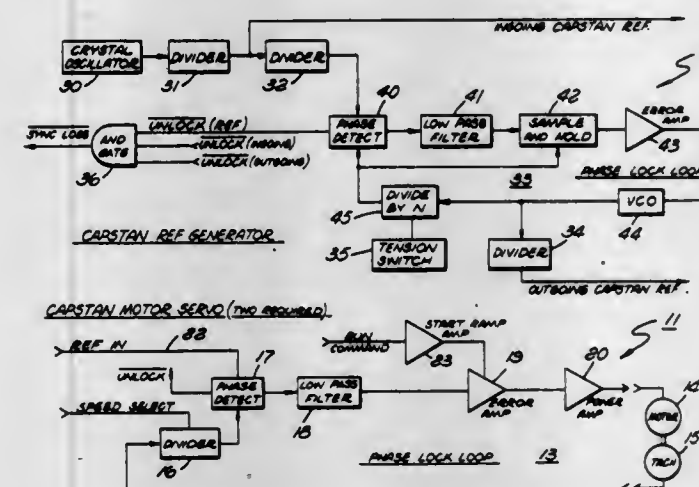 INGOING CAPSTAN REF.
CRYSTAL
OSCILLATOR
30
DIVIDER
31
DIVIDER
32
40
PHASE
DETECT
41
LOW PASS
FILTER
42
SAMPLE
AND HOLD
ERROR
AMP
43
SYNC LOSS
AND
GATE
36
UNLOCK (REF)
UNLOCK (INGOING)
UNLOCK (OUTGOING)
33
PHASE LOCK LOOP
DIVIDE
BY N
45
VCO
44
CAPSTAN REF GENERATOR
35
TENSION
SWITCH
DIVIDER
34
OUTGOING CAPSTAN REF.
CAPSTAN MOTOR SERVO (TWO REQUIRED)
REF IN
22
RUN
COMMAND
START RAMP
AMP
23
11
UNLOCK
17
PHASE
DETECT
LOW PASS
FILTER
18
19
ERROR
AMP
20
POWER
AMP
MOTOR
SPEED SELECT
DIVIDER
16
PHASE LOCK LOOP
13
TACH
15